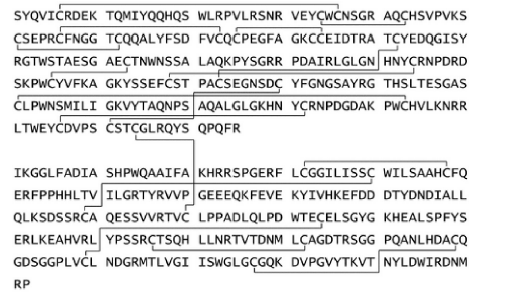 SYQVICRDEK TQMIYQQHQS WLRPVLRSNR VEYCWCNSGR AQCHSVPVKS
CSEPRCFNGG TCQQALYFSD FVCQCPEGFA GKCCEIDTRA TCYEDQGISY
RGTWSTAESG AECTNWNSSA LAQKPYSGRR PDAIRLGLGN HNYCRNPDRD
SKPWCYVFKA GKYSSEFCST PACSEGNSDC YFGNGSAYRG THSLTESGAS
CLPWNSMILI GKVYTAQNPS AQALGLGKHN YCRNPDGDAK PWCHVLKNRR
LTWEYCDVPS CSTCGLRQYS QPQFR
IKGGLFADIA SHPWQAAIFA KHRRSPGERF LCGGILISSC WILSAAHCFQ
ERFPPHHLTV ILGRTYRVVP GEEEQKFEVE KYIVHKEFDD DTYDNDIALL
QLKSDSSRCA QESSVVRTVC LPPADLQLPD WTECELSGYG KHEALSPFYS
ERLKEAHVRL YPSSRCTSQH LLNRTVTDNM LCAGDTRSGG PQANLHDACQ
GDSGGPLVCL NDGRMTLVGI ISWGLGCGQK DVPGVYTKVT NYLDWIRDNM
RP